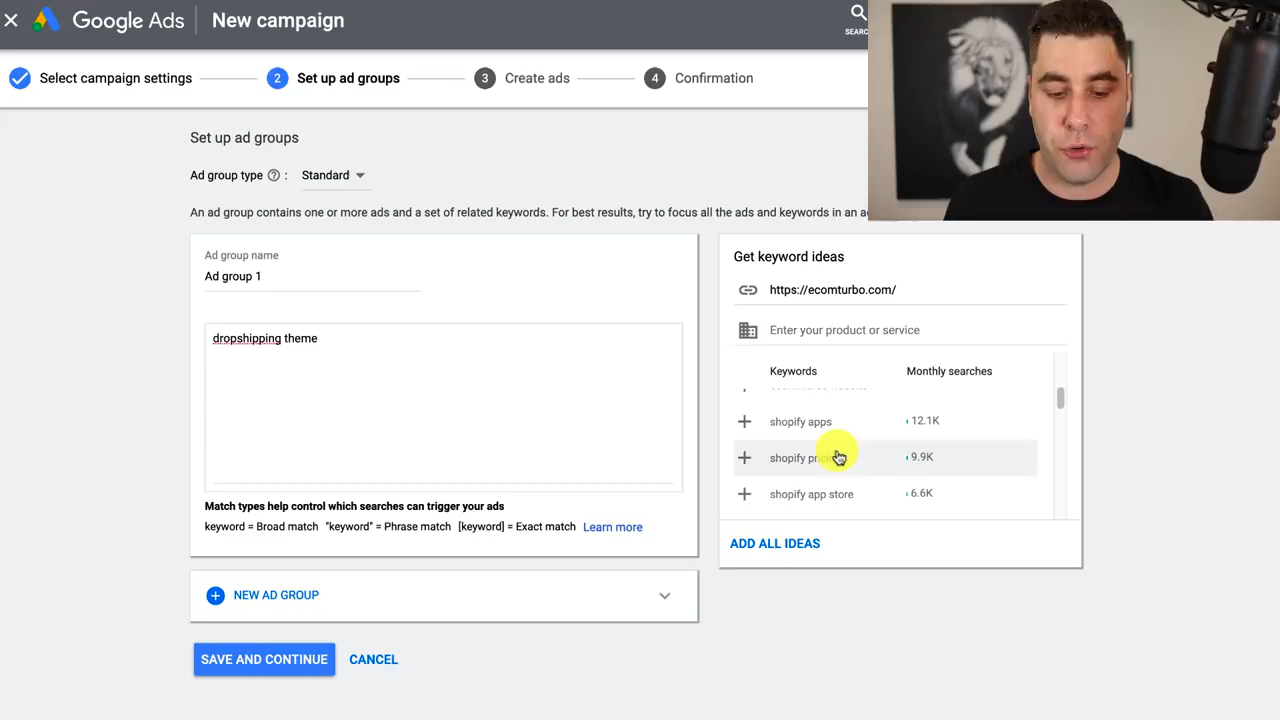 Google Ads
New campaign
SEARC
Select campaign settings
2 Set up ad groups
3 Create ads
4 Confirmation
Set up ad groups
Ad group type ? : Standard
An ad group contains one or more ads and a set of related keywords. For best results, try to focus all the ads and keywords in an
Ad group name
Ad group 1
dropshipping theme
Match types help control which searches can trigger your ads
keyword = Broad match "keyword" = Phrase match [keyword] = Exact match Learn more
NEW AD GROUP
SAVE AND CONTINUE
CANCEL
Get keyword ideas
https://ecomturbo.com/
Enter your product or service
Keywords Monthly searches
shopify apps 12.1K
shopify 9.9K
shopify app store 6.6K
ADD ALL IDEAS